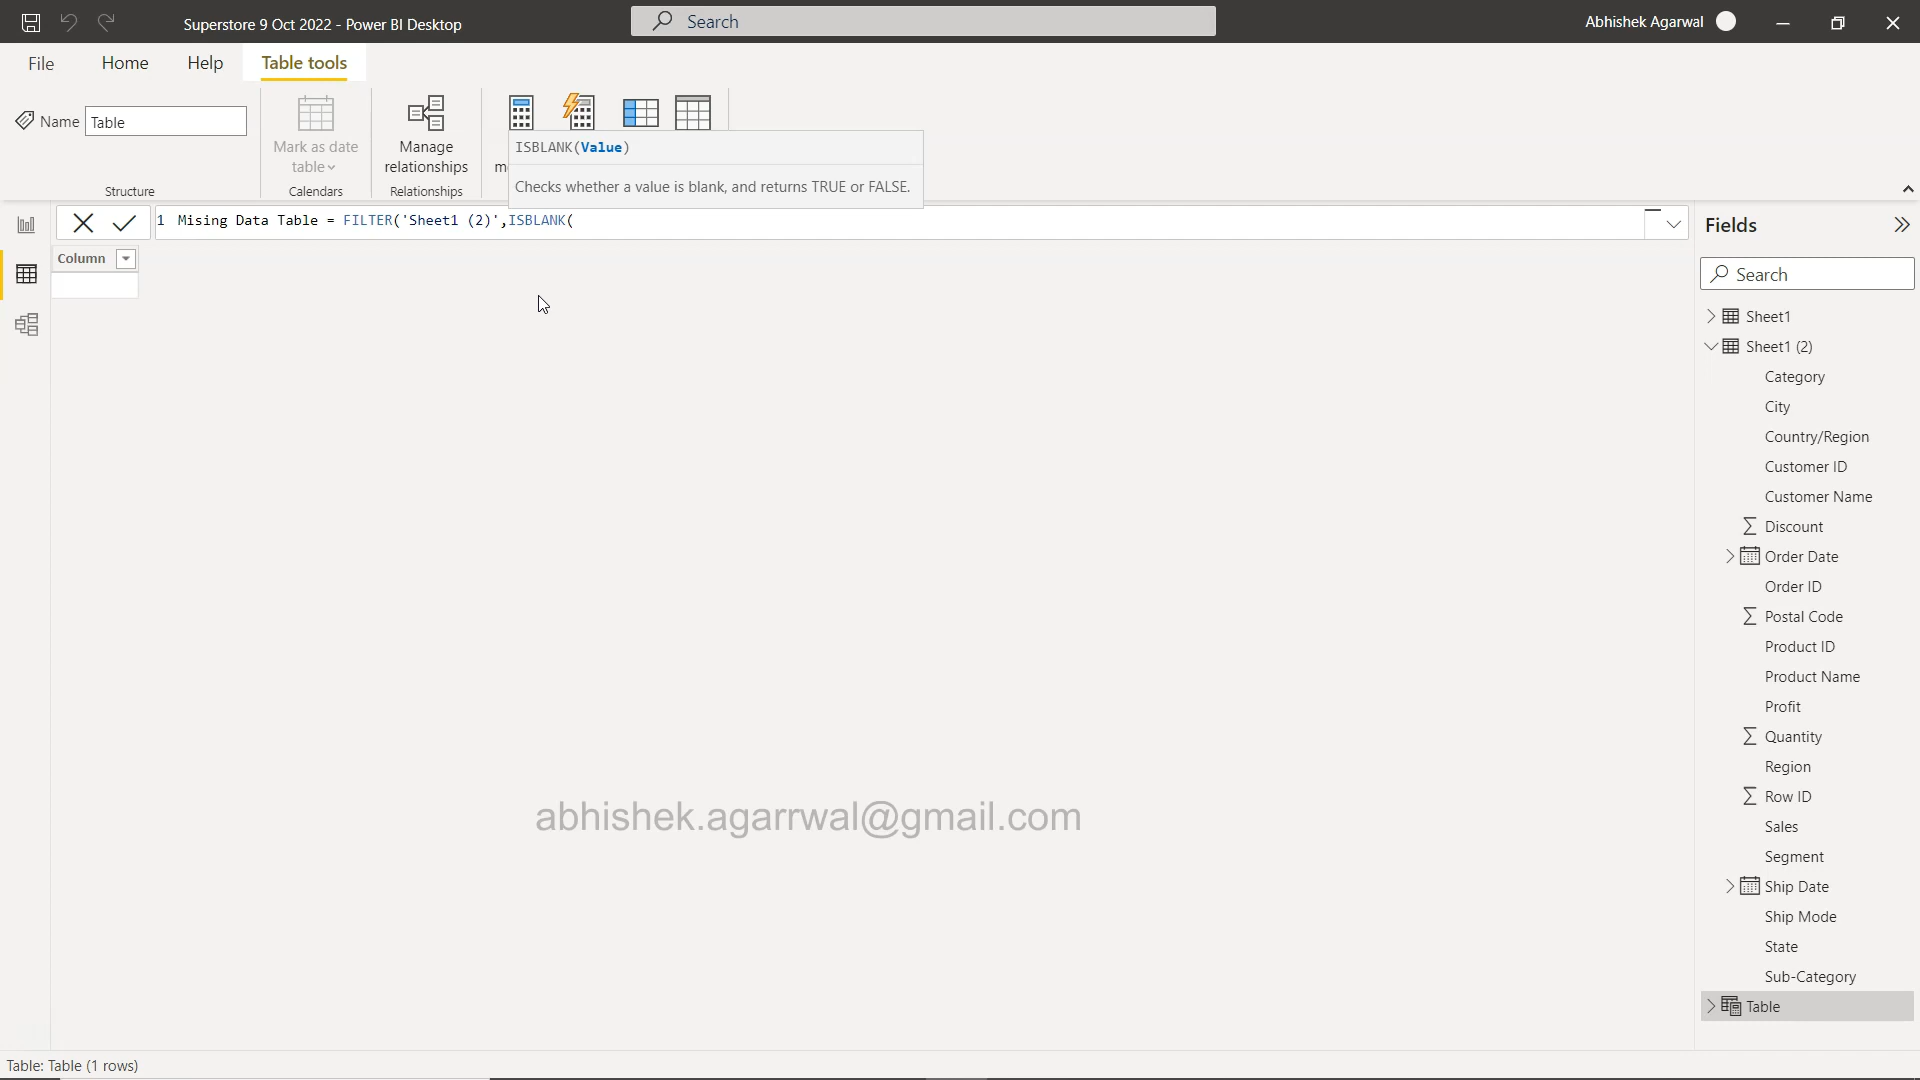 Superstore 9 Oct 2022 - Power BI Desktop
Search
Abhishek Agarwal
File
Home
Help
Table tools
Name
Table
Mark as date
table
Manage
relationships
m
ISBLANK(Value)
Checks whether a value is blank, and returns TRUE or FALSE.
Structure
Calendars
Relationships
1 Mising Data Table = FILTER('Sheet1 (2)',ISBLANK(
Column
Fields
Search
Sheet1
Sheet1 (2)
Category
City
Country/Region
Customer ID
Customer Name
Discount
Order Date
Order ID
Postal Code
Product ID
Product Name
Profit
Quantity
Region
Row ID
Sales
Segment
Ship Date
Ship Mode
State
Sub-Category
Table
abhishek.agarrwal@gmail.com
Table: Table (1 rows)